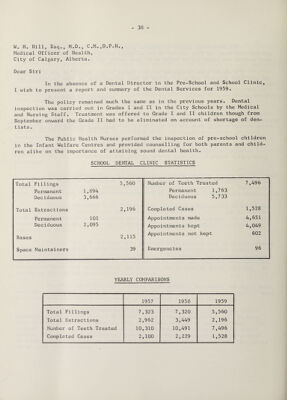 - 36 -
W. H. Hill, Esq., M.D., C.M.,D.P.H.,
Medical Officer of Health,
City of Calgary, Alberta.
Dear Sir:
In the absence of a Dental Director in the Pre-School and School Clinic,
I wish to present a report and summary of the Dental Services for 1959.
The policy remained much the same as in the previous years. Dental
inspection was carried out in Grades I and II in the City Schools by the Medical
and Nursing Staff. Treatment was offered to Grade I and II children though from
September onward the Grade II had to be eliminated on account of shortage of den-
tists.
The Public Health Nurses performed the inspection of pre-school children
in the Infant Welfare Centres and provided counselling for both parents and child-
ren alike on the importance of attaining sound dental health.
SCHOOL DENTAL CLINIC STATISTICS
Total Fillings 5,560 Number of Teeth Treated 7,496
Permanent 1,894 Permanent 1,763
Deciduous 3,666 Deciduous 5,733
Total Extractions 2,196 Completed Cases 1,528
Permanent 101 Appointments made 4,651
Deciduous 2,095 Appointments kept 4,049
Appointments not kept 602
Bases 2,115
Space Maintainers 39 Emergencies 96
YEARLY COMPARISONS
1957 1958 1959
Total Fillings 7,323 7,320 5,560
Total Extractions 2,962 3,449 2,196
Number of Teeth Treated 10,310 10,491 7,496
Completed Cases 2,100 2,229 1,528